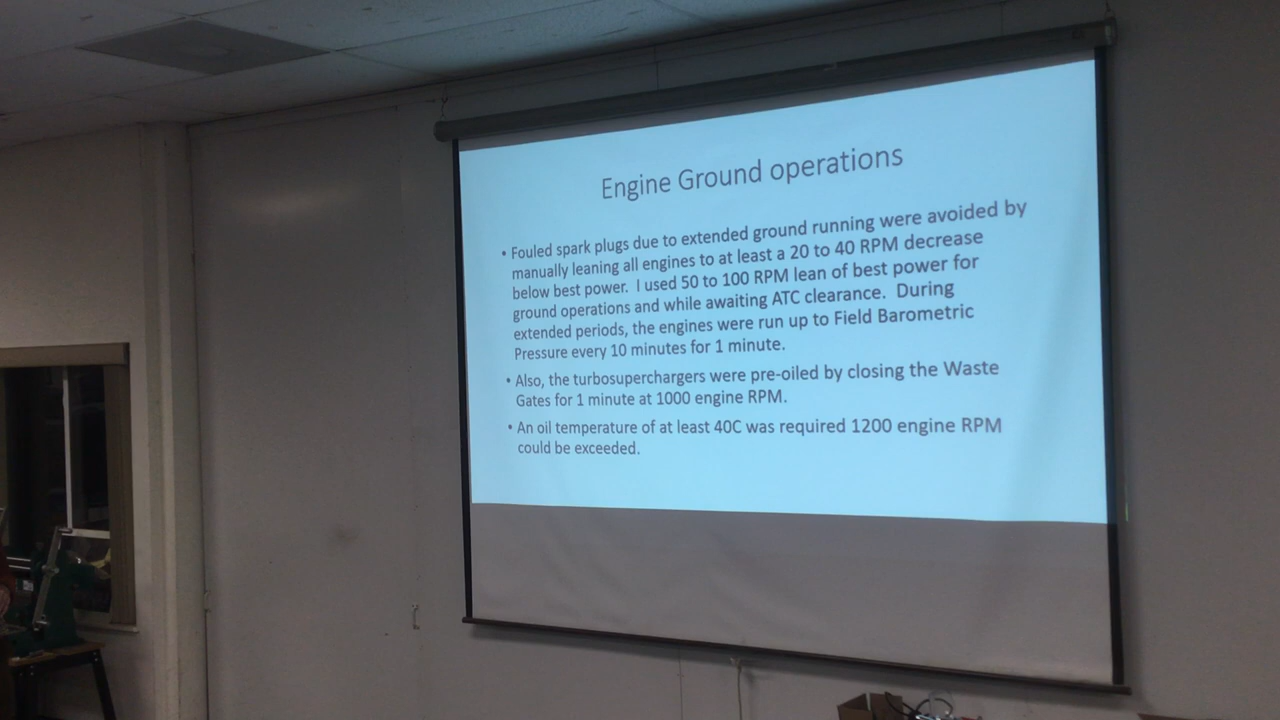 Engine Ground operations
• Fouled spark plugs due to extended ground running were avoided by
manually leaning all engines to at least a 20 to 40 RPM decrease
below best power. I used 50 to 100 RPM lean of best power for
ground operations and while awaiting ATC clearance. During
extended periods, the engines were run up to Field Barometric
Pressure every 10 minutes for 1 minute.
• Also, the turbosuperchargers were pre-oiled by closing the Waste
Gates for 1 minute at 1000 engine RPM.
• An oil temperature of at least 40C was required 1200 engine RPM
could be exceeded.